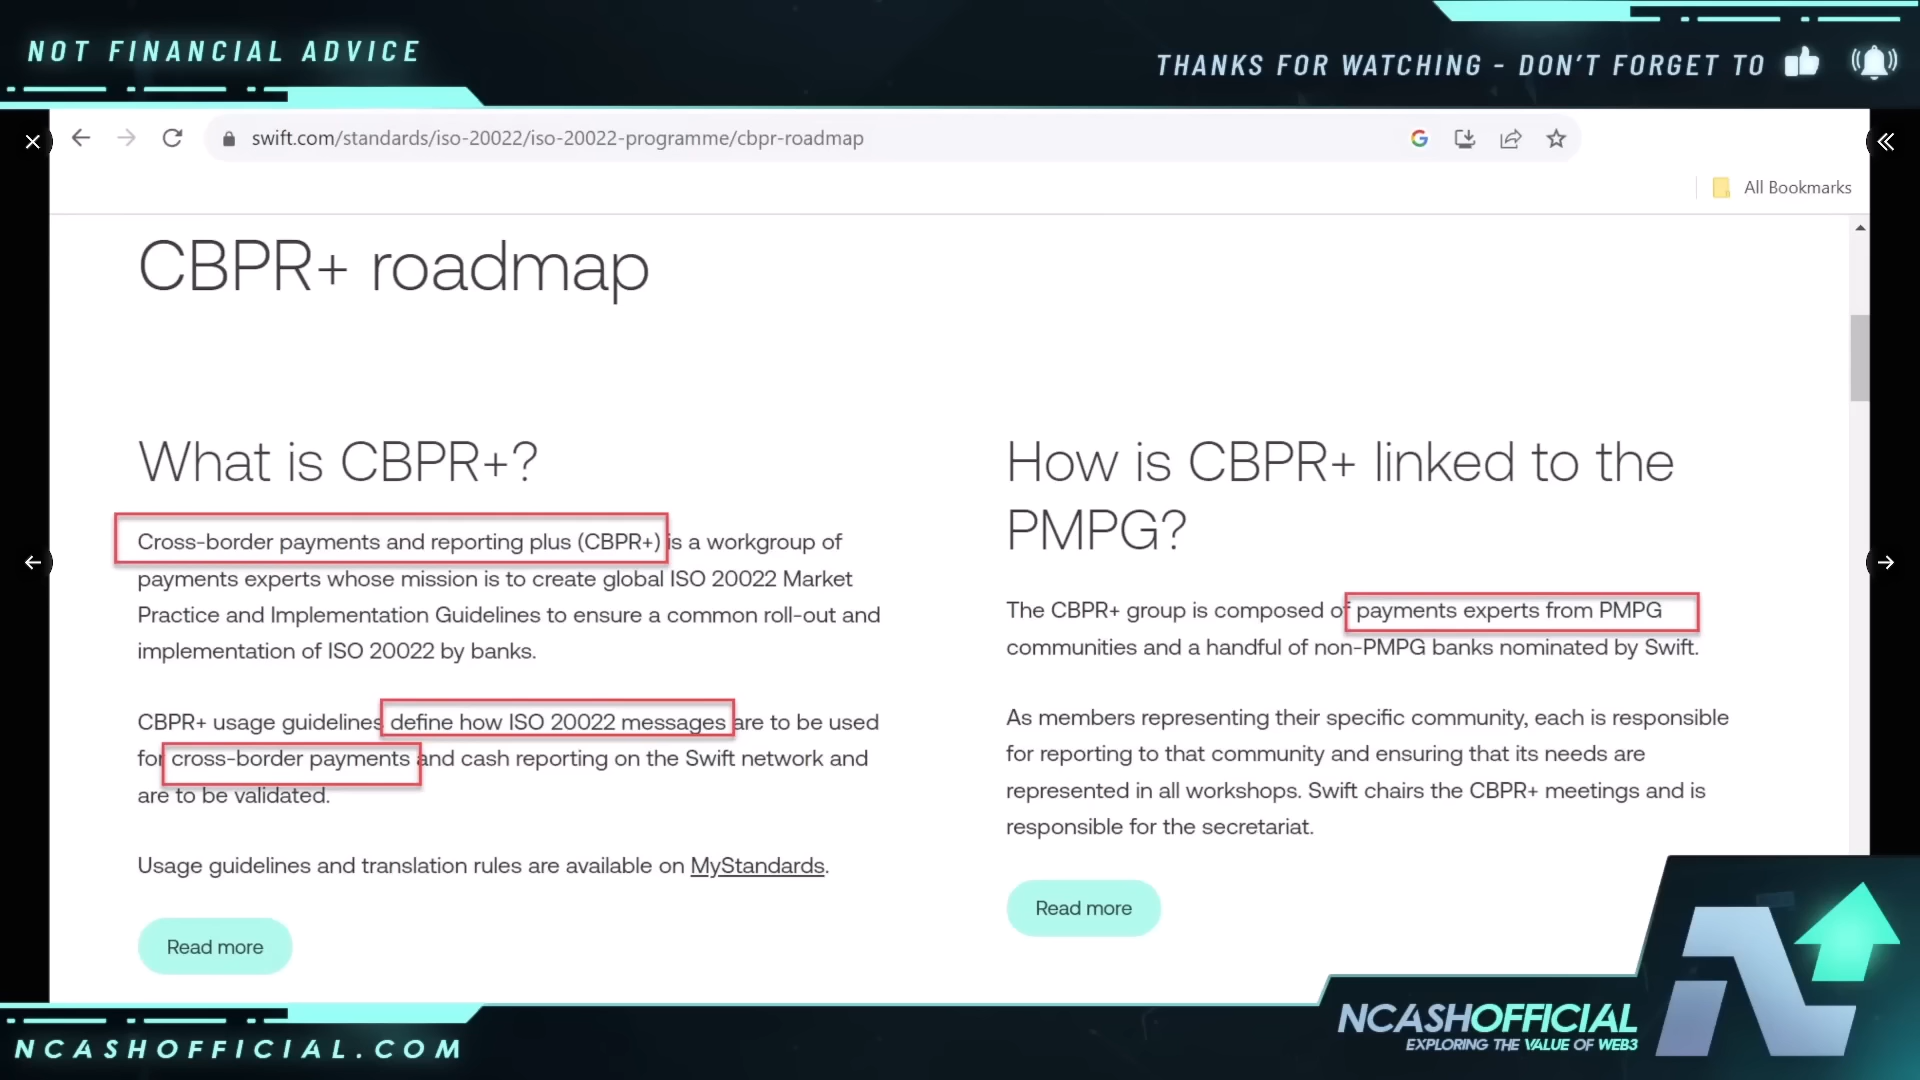 NOT FINANCIAL ADVICE
THANKS FOR WATCHING - DON'T FORGET TO
swift.com/standards/iso-20022/iso-20022-programme/cbpr-roadmap
All Bookmarks
CBPR+ roadmap
What is CBPR+?
Cross-border payments and reporting plus (CBPR+) is a workgroup of
payments experts whose mission is to create global ISO 20022 Market
Practice and Implementation Guidelines to ensure a common roll-out and
implementation of ISO 20022 by banks.
CBPR+ usage guidelines define how ISO 20022 messages are to be used
for cross-border payments and cash reporting on the Swift network and
are to be validated.
Usage guidelines and translation rules are available on MyStandards.
Read more
How is CBPR+ linked to the
PMPG?
The CBPR+ group is composed of payments experts from PMPG
communities and a handful of non-PMPG banks nominated by Swift.
As members representing their specific community, each is responsible
for reporting to that community and ensuring that its needs are
represented in all workshops. Swift chairs the CBPR+ meetings and is
responsible for the secretariat.
Read more
NCASHOFFICIAL.COM
NCASHOFFICIAL
EXPLORING THE VALUE OF WEB3